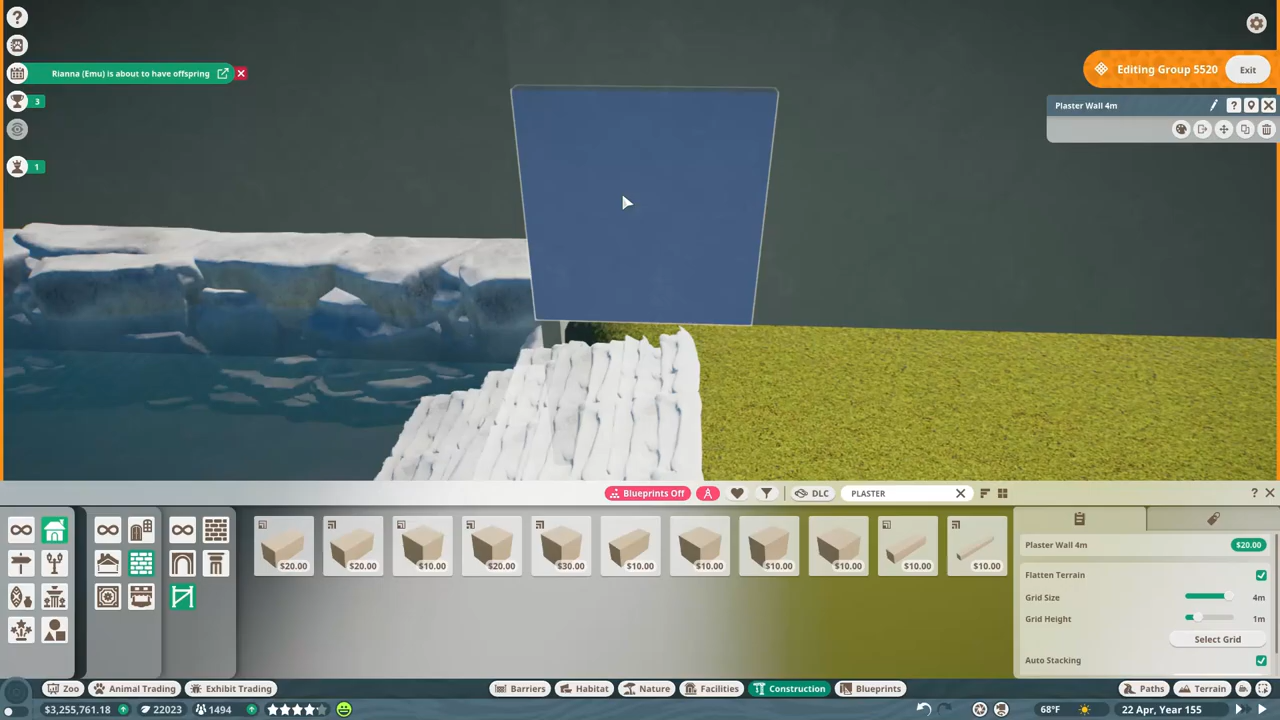 Rianna (Emu) is about to have offspring
3
1
Editing Group 5520
Exit
Plaster Wall 4m
?
?
Blueprints Off
DLC
PLASTER
?
$20.00
$20.00
$10.00
$20.00
$30.00
$10.00
$10.00
$10.00
$10.00
$10.00
$10.00
Plaster Wall 4m
$20.00
Flatten Terrain
Grid Size
4m
Grid Height
1m
Select Grid
Auto Stacking
Zoo
Animal Trading
Exhibit Trading
Barriers
Habitat
Nature
Facilities
Construction
Blueprints
Paths
Terrain
$3,255,761.18
22023
1494
68°F
22 Apr, Year 155